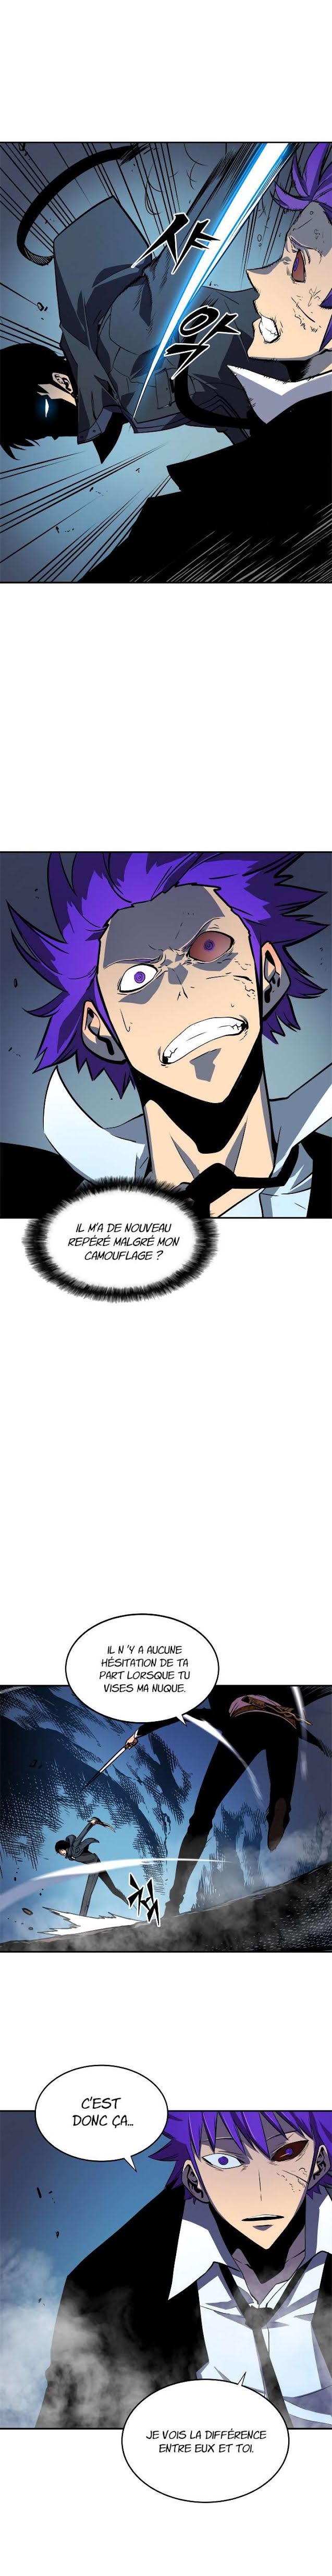 샤
악
IL M'A DE NOUVEAU
REPÉRÉ MALGRÉ MON
CAMOUFLAGE ?
IL N'Y A AUCUNE
HÉSITATION DE TA
PART LORSQUE TU
VISES MA NUQUE.
C'EST
DONC ÇA...
JE VOIS LA DIFFÉRENCE
ENTRE EUX ET TOI.